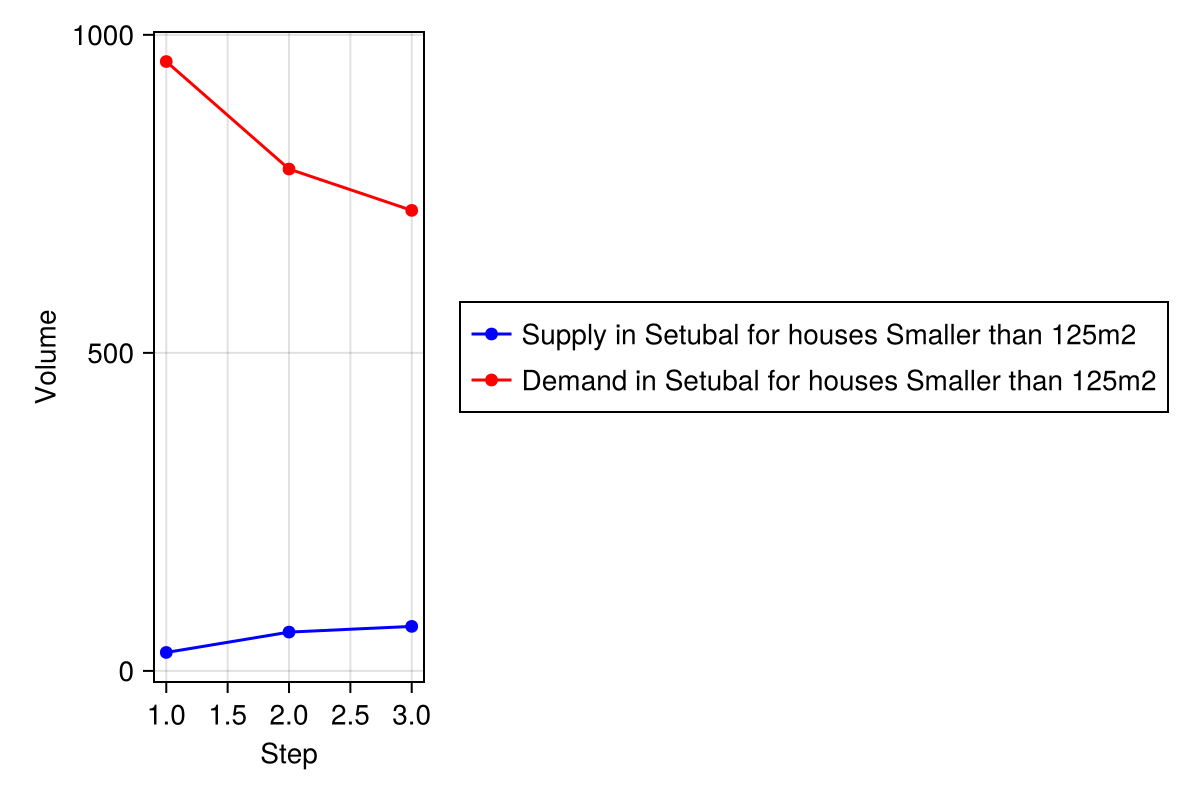 1000
500
0
Volume
1.0 1.5 2.0 2.5 3.0
Step
Supply in Setubal for houses Smaller than 125m2
Demand in Setubal for houses Smaller than 125m2